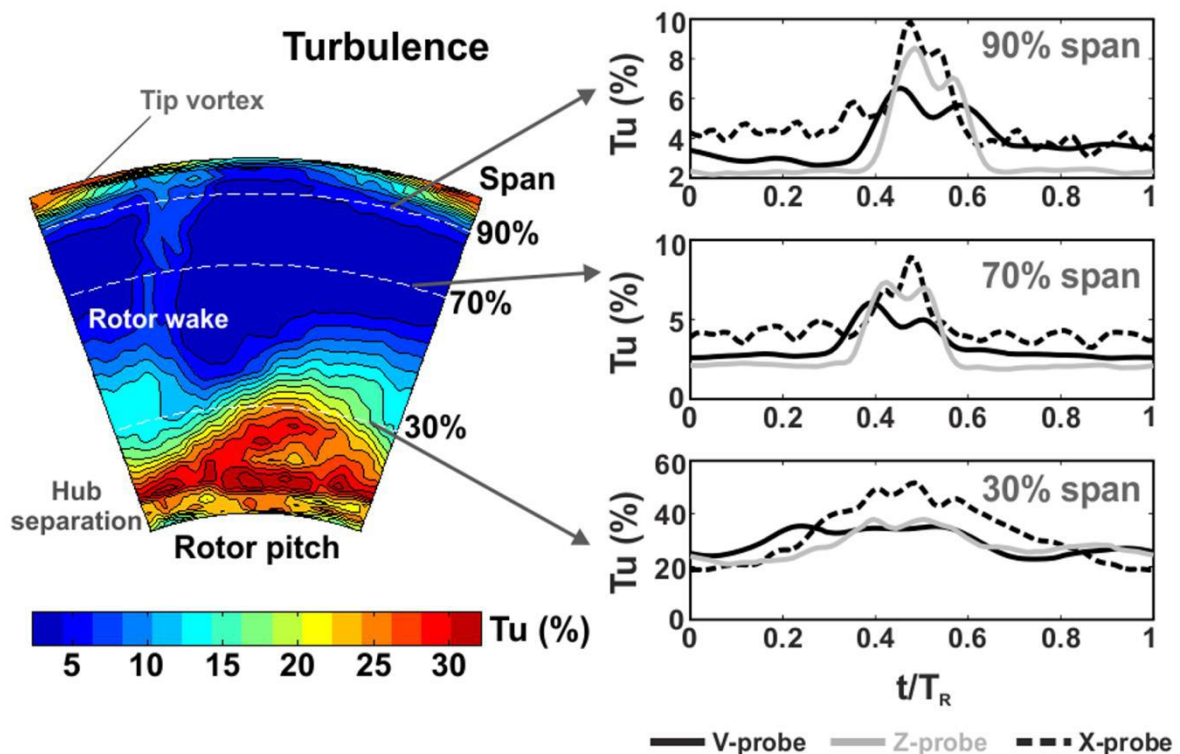 Turbulence
Tip vortex
Span
90%
70%
Rotor wake
30%
Hub
separation
Rotor pitch
Tu (%)
5 10 15 20 25 30
10
8
6
4
2
Tu (%)
90% span
0 0.2 0.4 0.6 0.8 1
10
5
0
Tu (%)
70% span
0 0.2 0.4 0.6 0.8 1
60
40
20
0
Tu (%)
30% span
0 0.2 0.4 0.6 0.8 1
t/TR
V-probe Z-probe X-probe